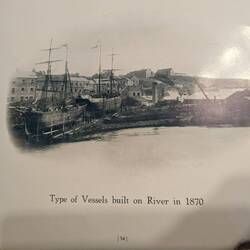 Type of Vessels built on River in 1870